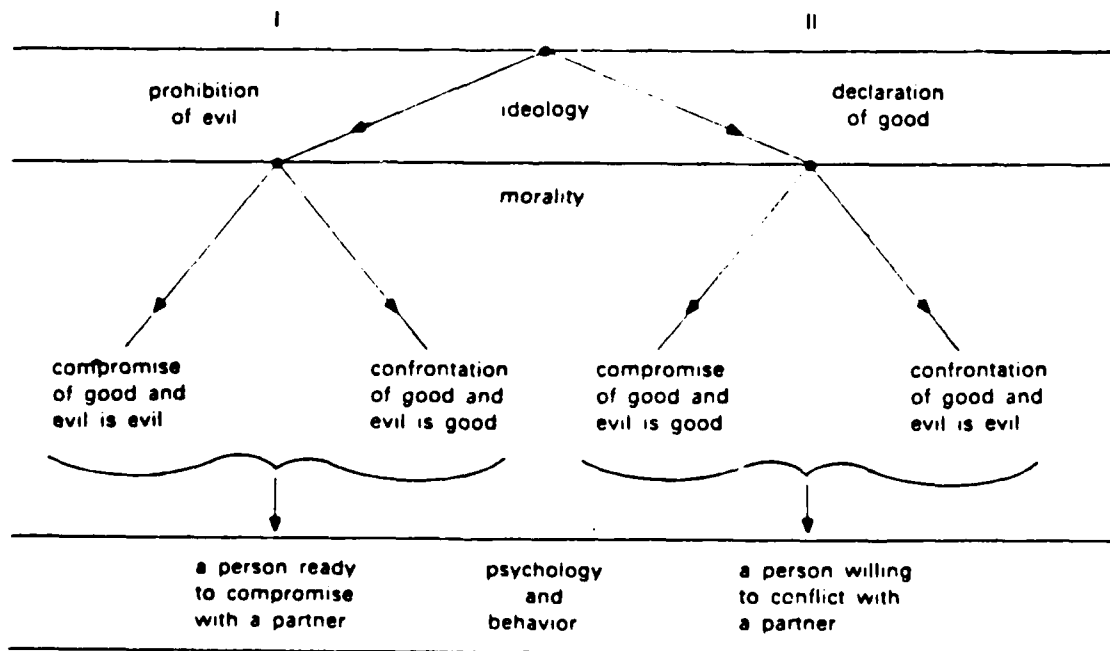 I
II
prohibition
of evil
ideology
declaration
of good
morality
compromise
of good and
evil is evil
confrontation
of good and
evil is good
compromise
of good and
evil is good
confrontation
of good and
evil is evil
a person ready
to compromise
with a partner
psychology
and
behavior
a person willing
to conflict with
a partner